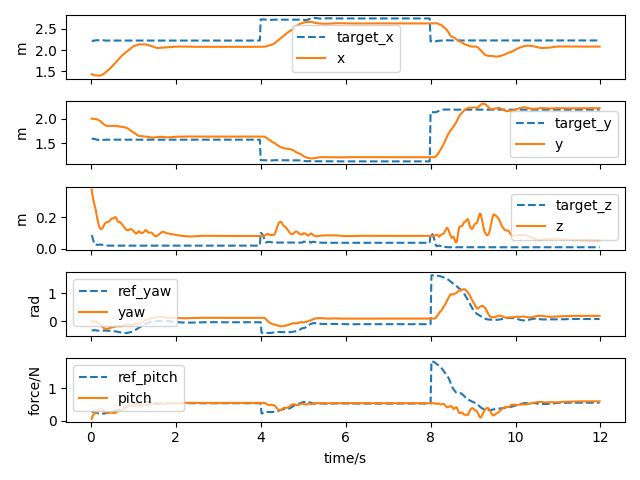 2.5
2.0
1.5
m
target_x
x
2.0
1.5
m
target_y
y
0.2
0.0
m
target_z
z
1
0
rad
ref_yaw
yaw
1
0
force/N
ref_pitch
pitch
0 2 4 6 8 10 12
time/s